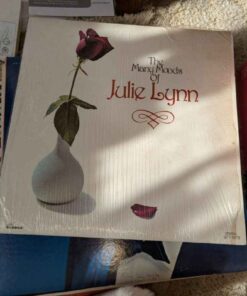 The
Many Moods
Of
Julie Lynn